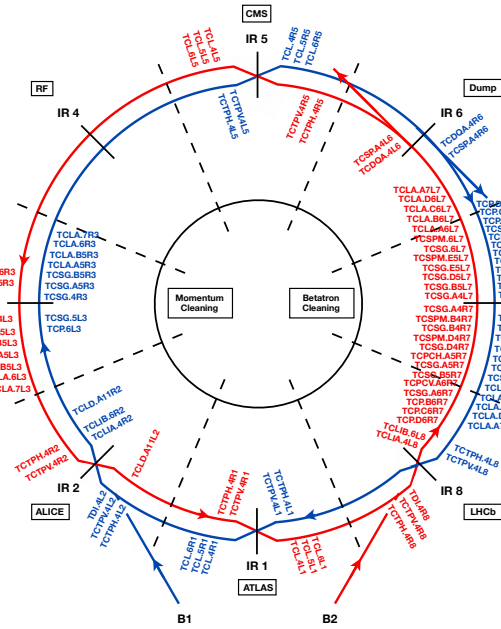 CMS
IR 5
TCL.4L5
TCL.5L5
TCL.6L5
TCL.4R5
TCL.5R5
TCL.6R5
TCTPV.4L5
TCTPH.4L5
TCTPV.4R5
TCTPH.4R5
RF
IR 4
Dump
IR 6
TCDQA.4R6
TCSP.A4R6
TCSP.A4L6
TCDQA.4L6
TCLA.A7L7
TCLA.D6L7
TCLA.C6L7
TCLA.B6L7
TCLA.A6L7
TCSPM.6L7
TCSG.6L7
TCSPM.E5L7
TCSG.E5L7
TCSG.D5L7
TCSG.B5L7
TCSG.A4L7
TCSG.A4R7
TCSPM.B4R7
TCSG.B4R7
TCSPM.D4R7
TCSG.D4R7
TCPCH.A5R7
TCSG.A5R7
TCSG.B5R7
TCPCV.A6R7
TCSG.A6R7
TCP.B6R7
TCP.C6R7
TCP.D6R7
TCLA.7R3
TCLA.6R3
TCLA.B5R3
TCLA.A5R3
TCSG.B5R3
TCSG.A5R3
TCSG.4R3
TCSG.5L3
TCP.6L3
Momentum
Cleaning
Betatron
Cleaning
TCLD.A11R2
TCLIB.6R2
TCLIA.4R2
TCTPH.4R2
TCTPV.4R2
TCLD.A11L2
IR 2
ALICE
TDI.4L2
TCTPV.4L2
TCTPH.4L2
TCTPH.4R1
TCTPV.4R1
TCTPH.4L1
TCTPV.4L1
TCL.6R1
TCL.5R1
TCL.4R1
TCL.6L1
TCL.5L1
TCL.4L1
IR 1
ATLAS
TCLIB.6L8
TCLIA.4L8
TCTPH.4L8
TCTPV.4L8
IR 8
LHCb
TDI.4R8
TCTPV.4R8
TCTPH.4R8
B1
B2